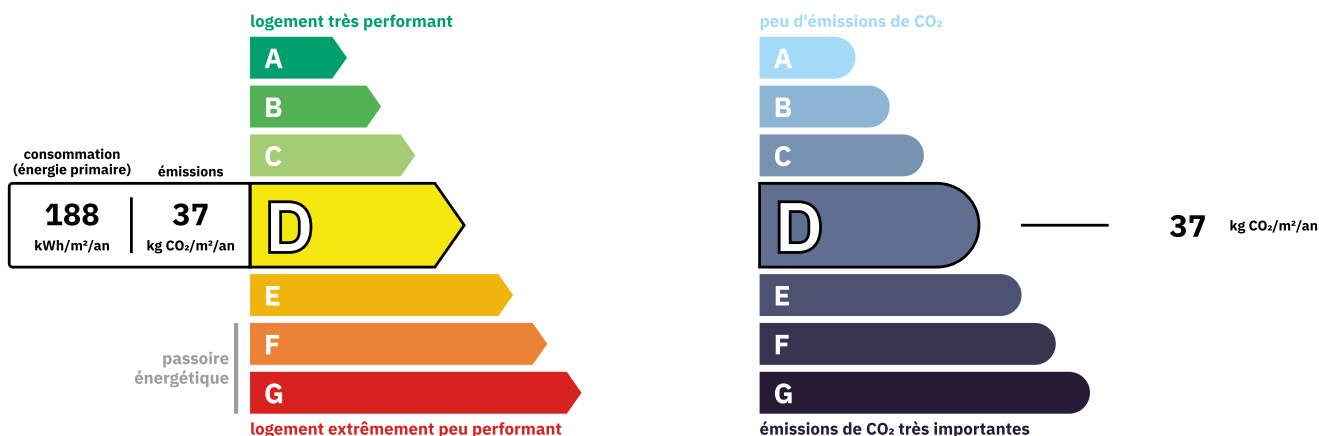 logement très performant
A
B
C
consommation
(énergie primaire)
émissions
188
kWh/m²/an
37
kg CO₂/m²/an
D
E
F
G
passoire
énergétique
logement extrêmement peu performant
peu d'émissions de CO₂
A
B
C
D
37 kg CO₂/m²/an
E
F
G
émissions de CO₂ très importantes